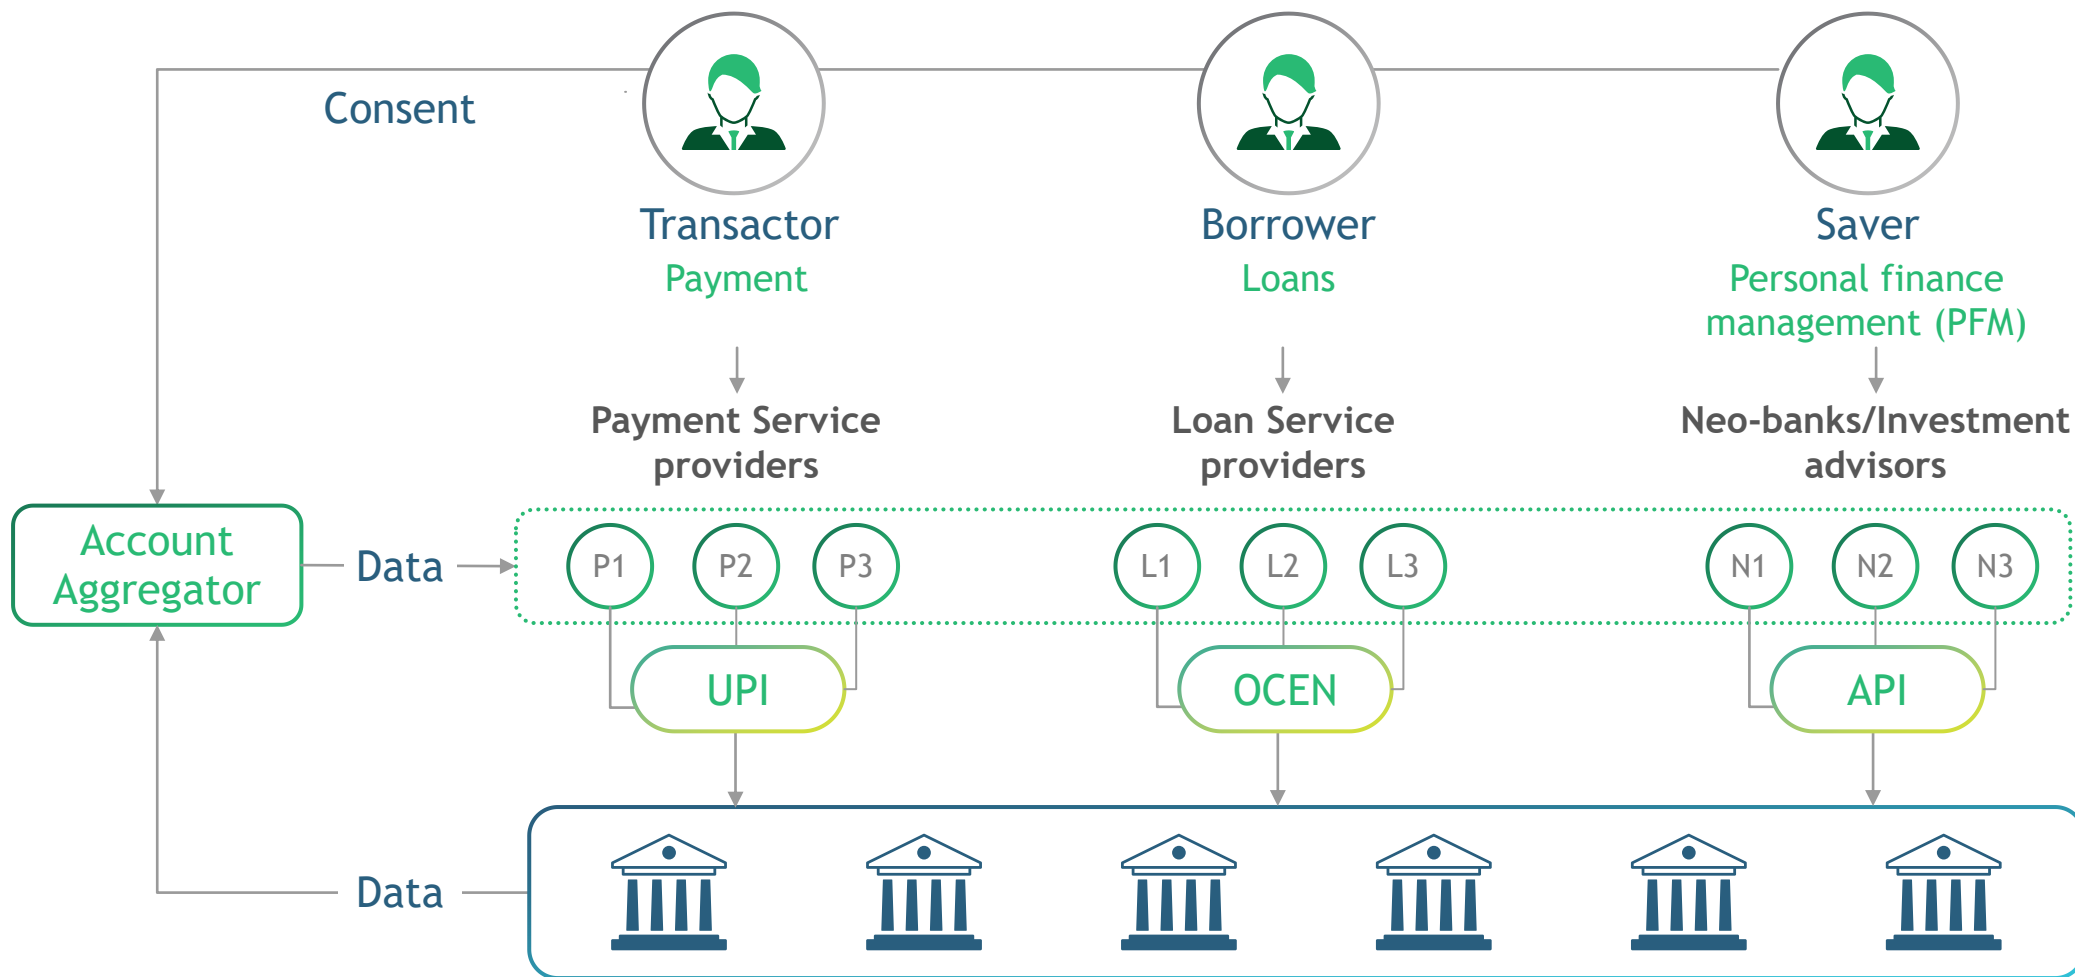 Consent
Transactor
Payment
Borrower
Loans
Saver
Personal finance
management (PFM)
Payment Service
providers
Loan Service
providers
Neo-banks/Investment
advisors
Account
Aggregator
Data
P1
P2
P3
L1
L2
L3
N1
N2
N3
UPI
OCEN
API
Data